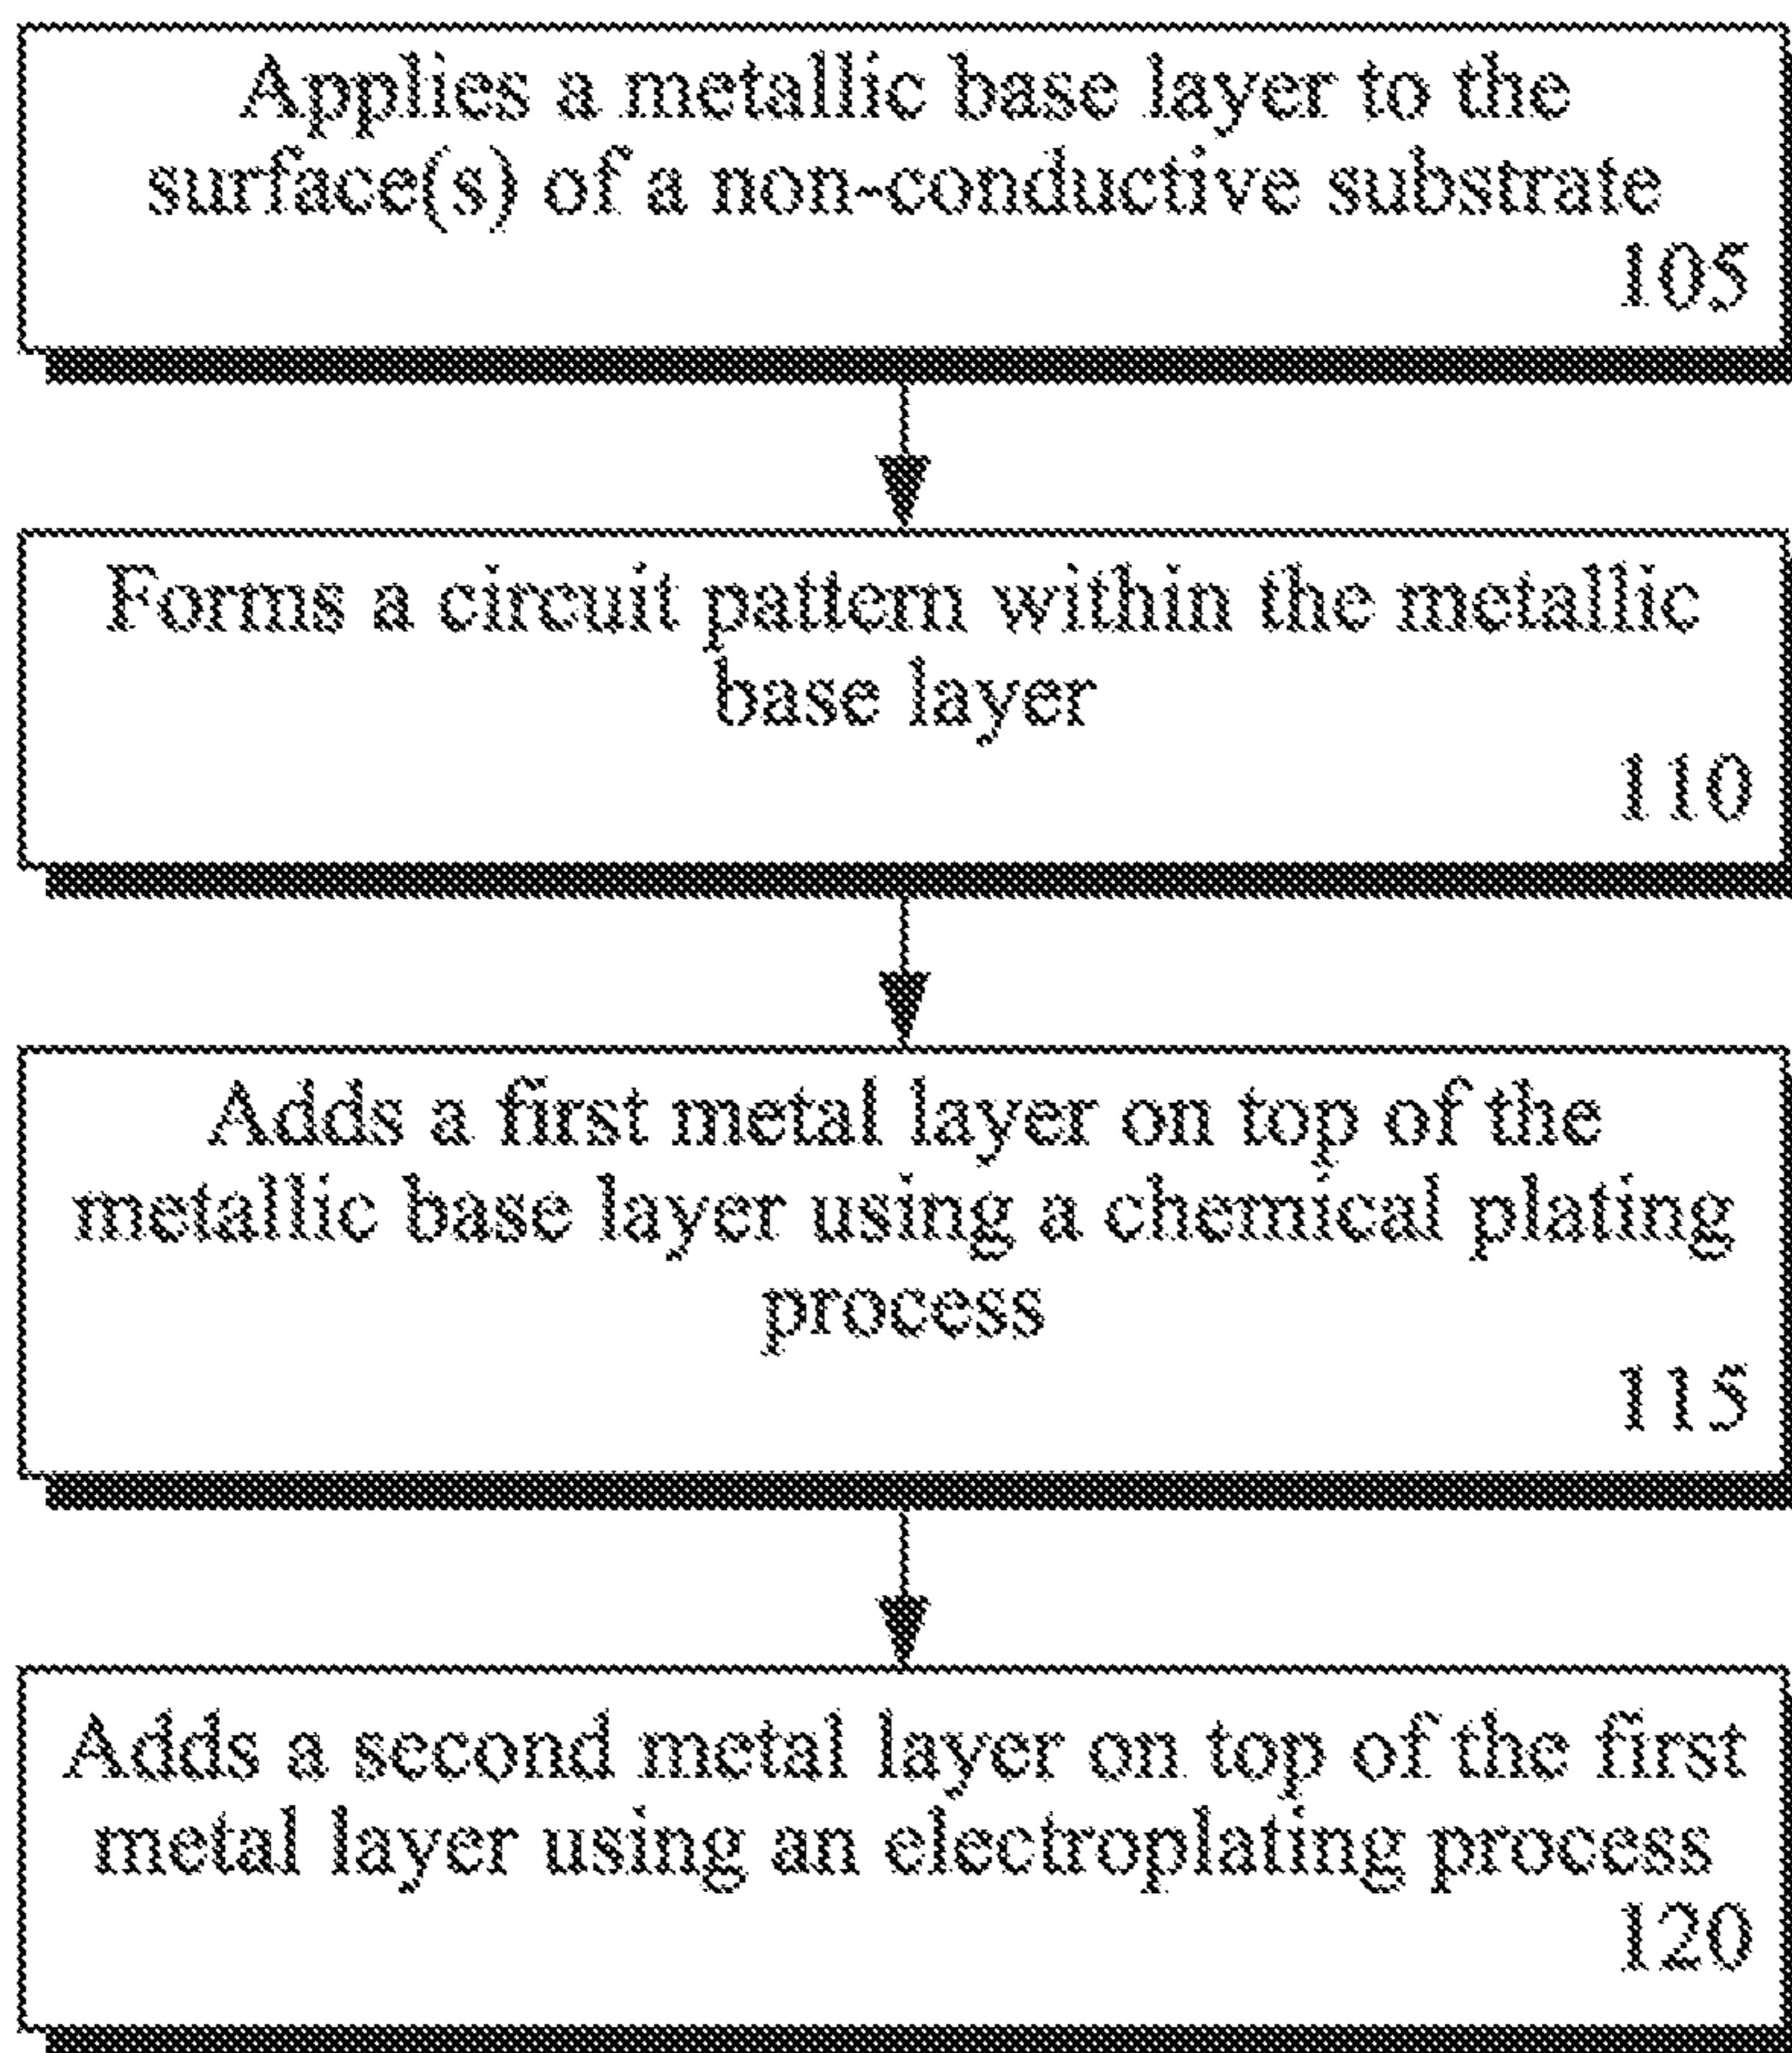 Applies a metallic base layer to the
surface(s) of a non-conductive substrate
105
Forms a circuit pattern within the metallic
base layer
110
Adds a first metal layer on top of the
metallic base layer using a chemical plating
process
115
Adds a second metal layer on top of the first
metal layer using an electroplating process
120